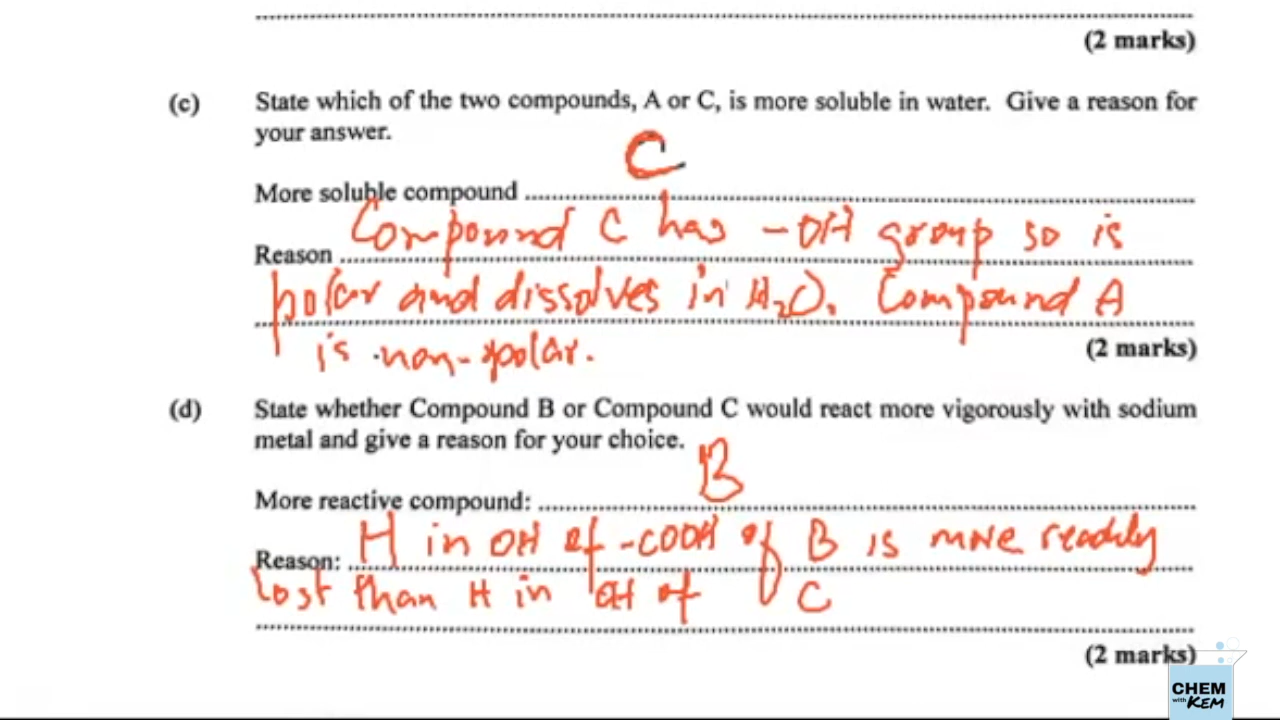 (2 marks)
(c) State which of the two compounds, A or C, is more soluble in water. Give a reason for
your answer.
More soluble compound C
Reason Compound C has -OH group so is
polar and dissolves in H₂O. Compound A
is non-polar.
(2 marks)
(d) State whether Compound B or Compound C would react more vigorously with sodium
metal and give a reason for your choice.
More reactive compound: B
Reason: H in OH of -COOH of B is more readily
lost than H in OH of C
(2 marks)
CHEM
with KEM